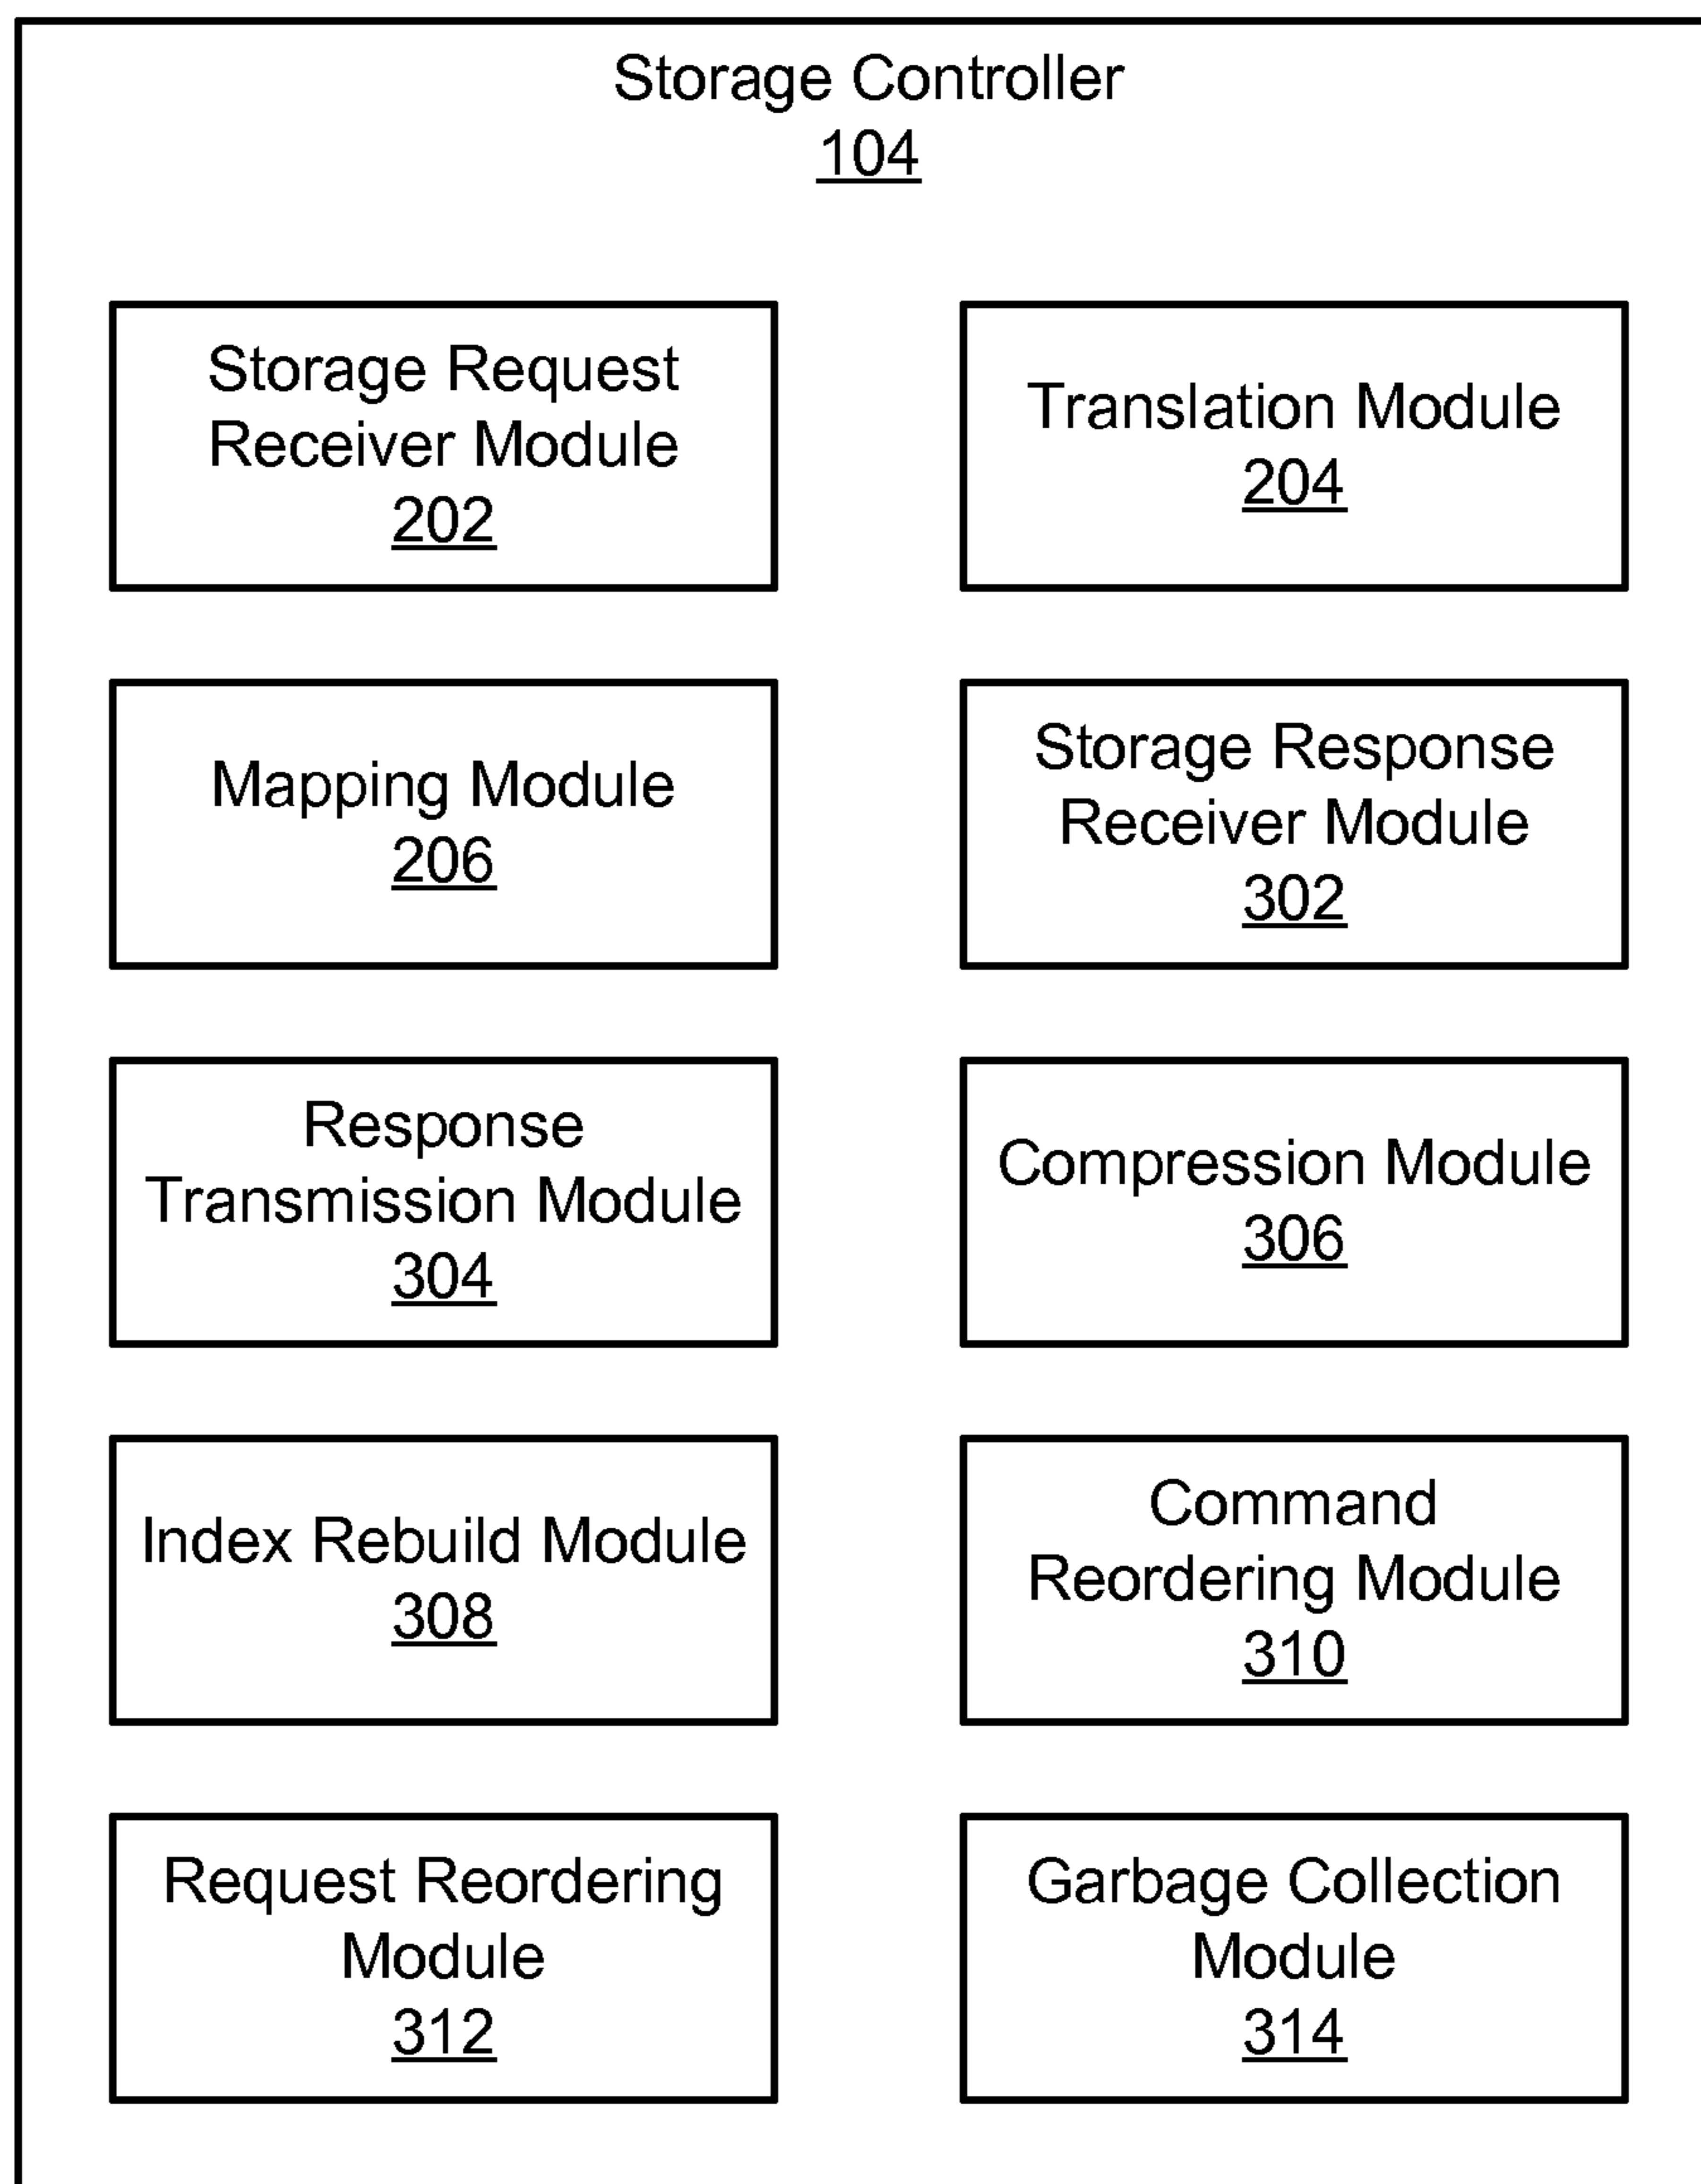 Storage Controller
104
Storage Request
Receiver Module
202
Translation Module
204
Mapping Module
206
Storage Response
Receiver Module
302
Response
Transmission Module
304
Compression Module
306
Index Rebuild Module
308
Command
Reordering Module
310
Request Reordering
Module
312
Garbage Collection
Module
314